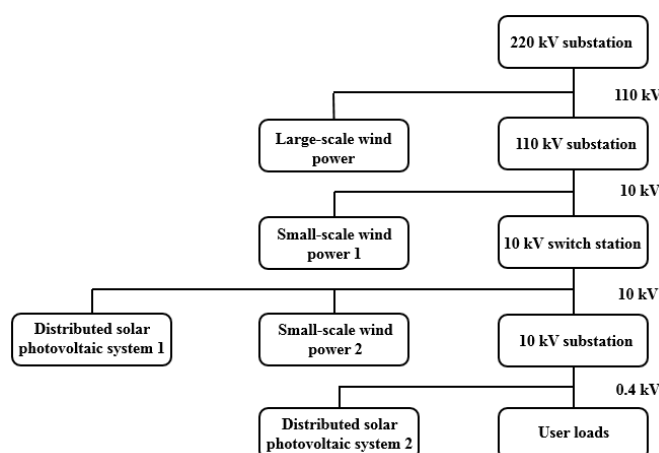 220 kV substation
110 kV
Large-scale wind
power
110 kV substation
10 kV
Small-scale wind
power 1
10 kV switch station
10 kV
Distributed solar
photovoltaic system 1
Small-scale wind
power 2
10 kV substation
0.4 kV
Distributed solar
photovoltaic system 2
User loads